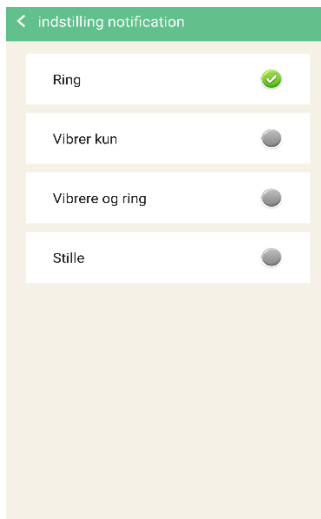 indstilling notification
Ring
Vibrer kun
Vibrere og ring
Stille